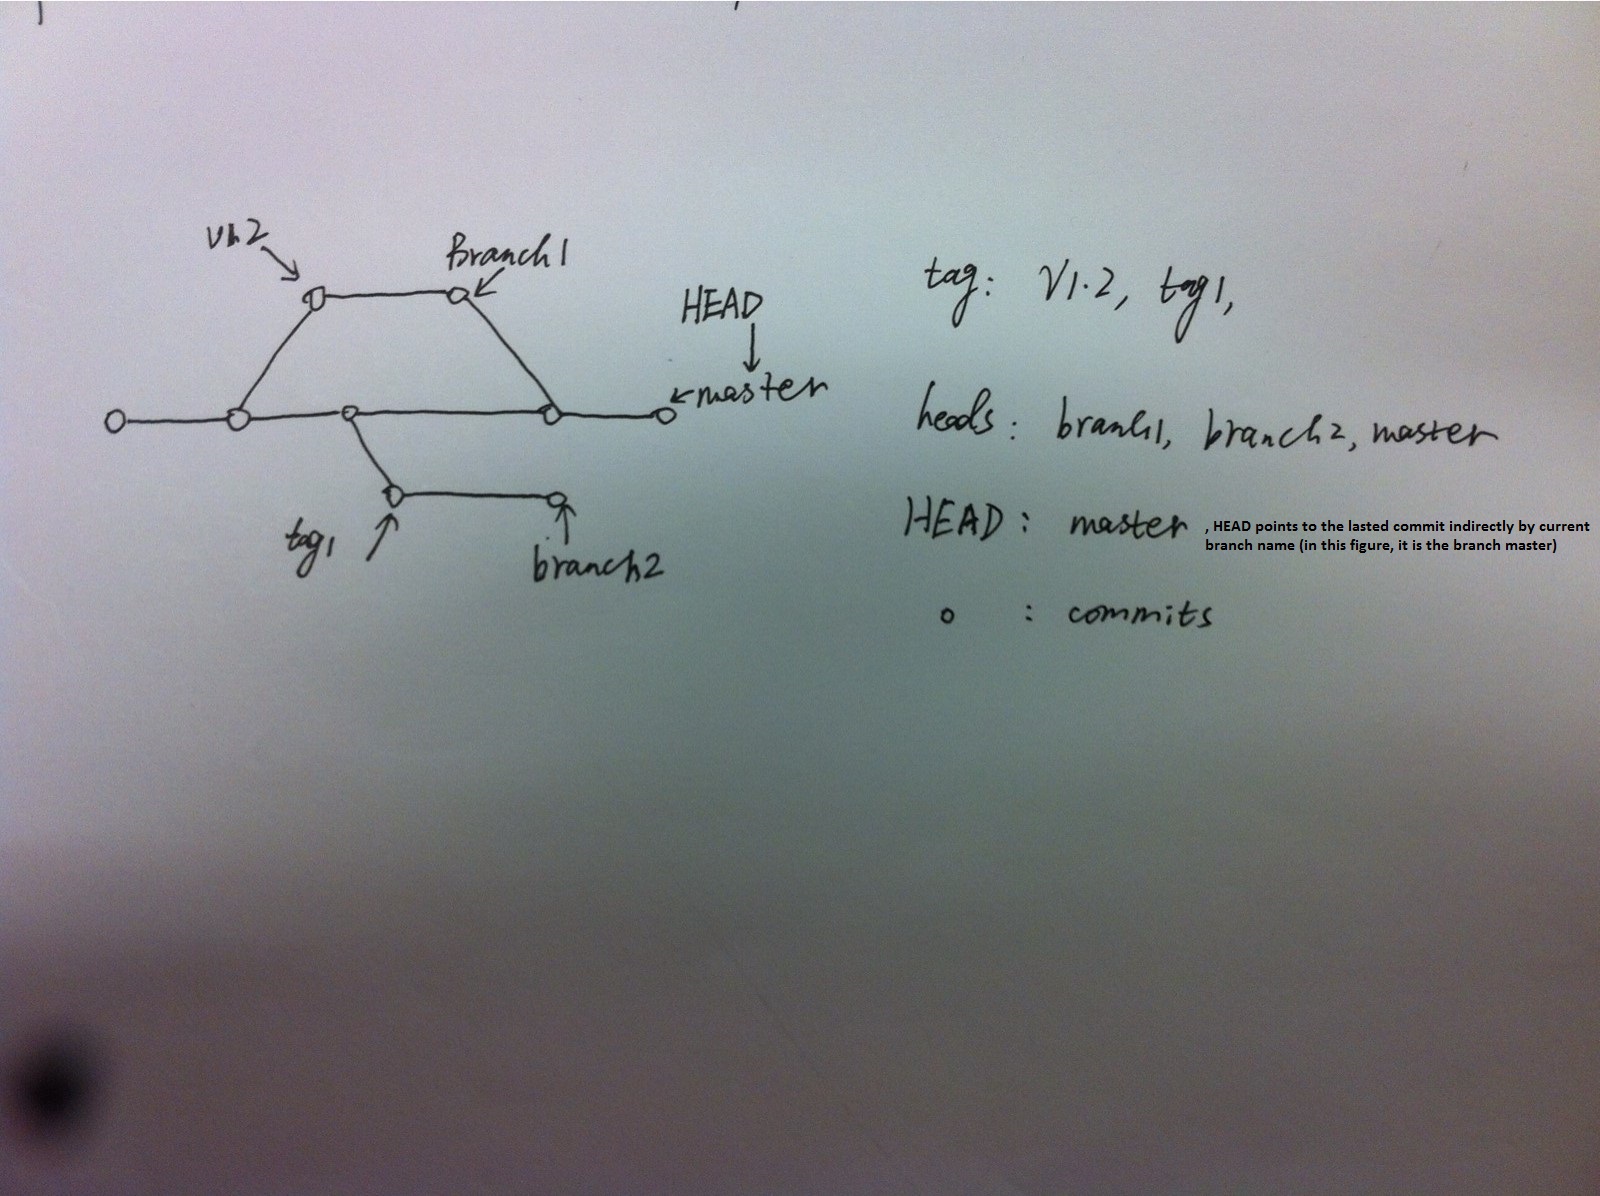 V1.2
Branch1
HEAD
master
tag1
branch2
tag: V1.2, tag1,
heads: branch1, branch2, master
HEAD: master , HEAD points to the lasted commit indirectly by current
branch name (in this figure, it is the branch master)
o : commits